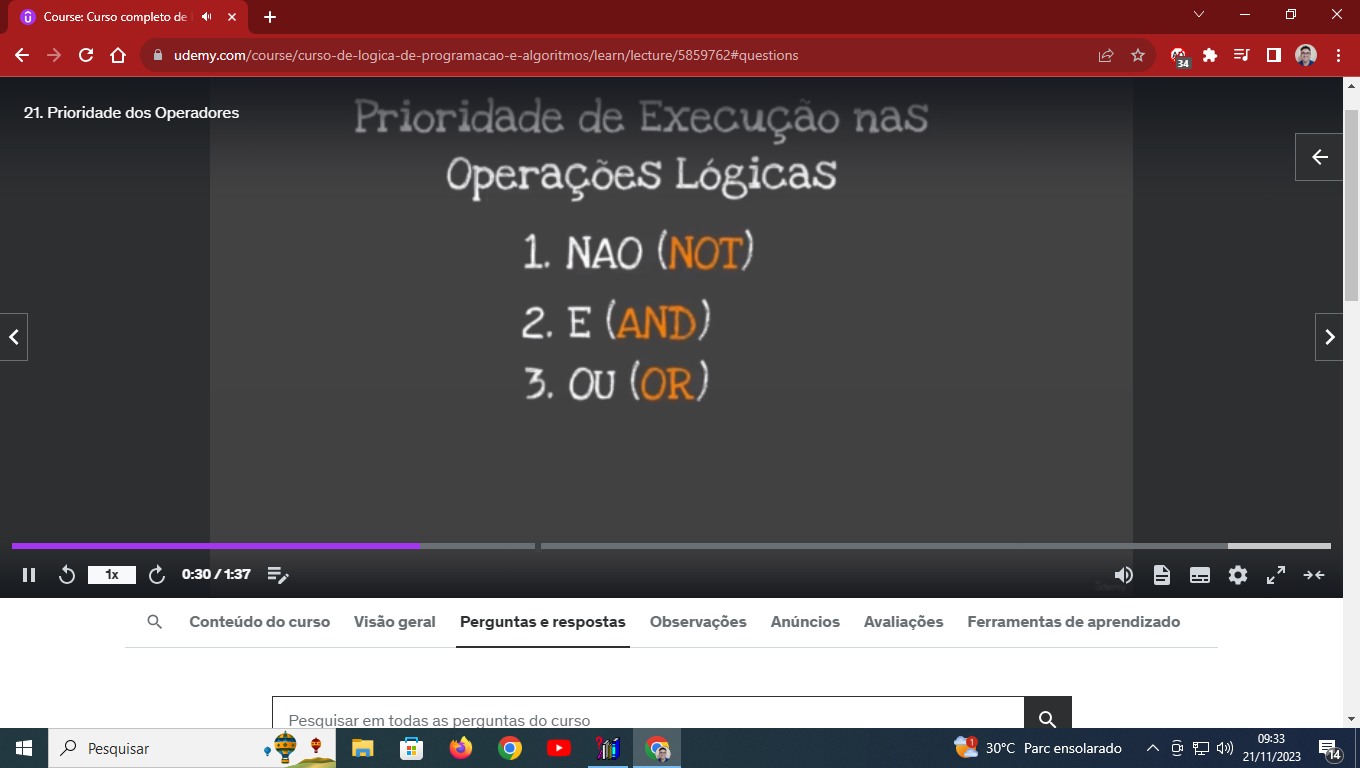 Course: Curso completo de
udemy.com/course/curso-de-logica-de-programacao-e-algoritmos/learn/lecture/5859762#questions
34
21. Prioridade dos Operadores
Prioridade de Execução nas
Operações Lógicas
1. NAO (NOT)
2. E (AND)
3. OU (OR)
1x
0:30 / 1:37
Conteúdo do curso
Visão geral
Perguntas e respostas
Observações
Anúncios
Avaliações
Ferramentas de aprendizado
Pesquisar em todas as perguntas do curso
Pesquisar
1
30°C Parc ensolarado
09:33
21/11/2023
14